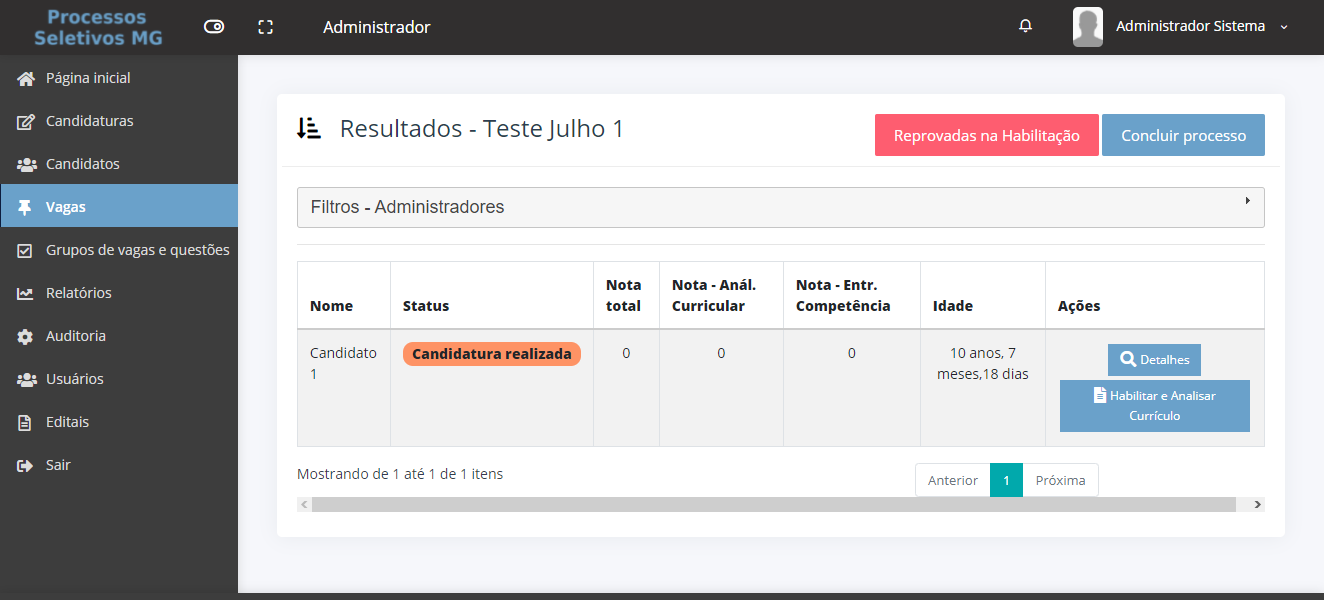 Processos
Seletivos MG
Administrador
Administrador Sistema
Página inicial
Candidaturas
Candidatos
Vagas
Grupos de vagas e questões
Relatórios
Auditoria
Usuários
Editais
Sair
Resultados - Teste Julho 1
Reprovadas na Habilitação
Concluir processo
Filtros - Administradores
Nome
Status
Nota
total
Nota - Anál.
Curricular
Nota - Entr.
Competência
Idade
Ações
Candidato
1
Candidatura realizada
0
0
0
10 anos, 7
meses,18 dias
Detalhes
Habilitar e Analisar
Currículo
Mostrando de 1 até 1 de 1 itens
Anterior
1
Próxima